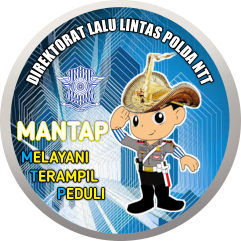 DIREKTORAT LALU LINTAS POLDA NTT
MANTAP
MELAYANI
TERAMPIL
PEDULI